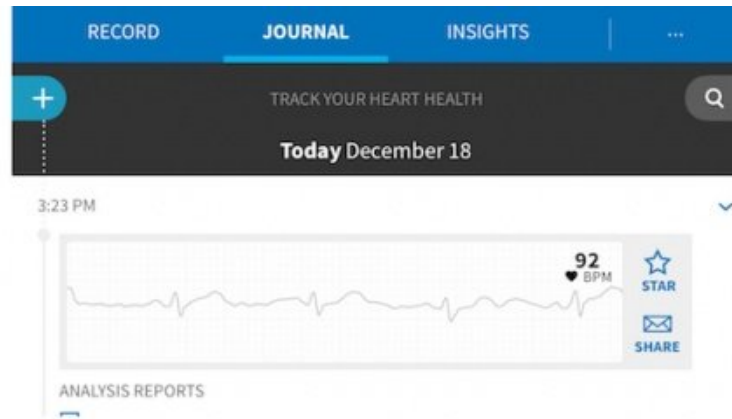 RECORD JOURNAL INSIGHTS ...
+ TRACK YOUR HEART HEALTH
Today December 18
3:23 PM
92
♥ BPM
STAR
SHARE
ANALYSIS REPORTS